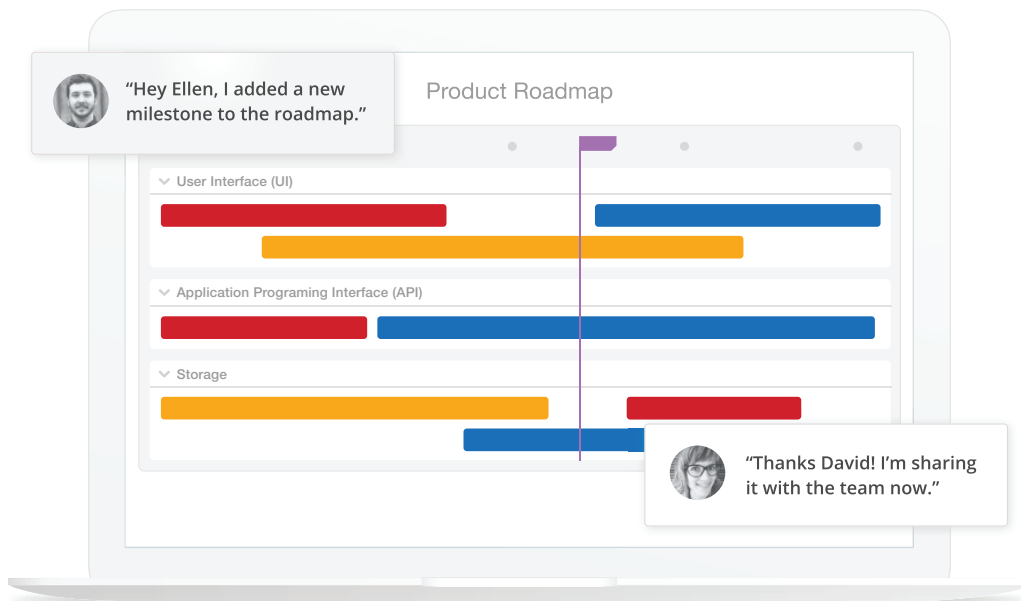 “Hey Ellen, I added a new
milestone to the roadmap.”
Product Roadmap
User Interface (UI)
Application Programing Interface (API)
Storage
“Thanks David! I’m sharing
it with the team now.”